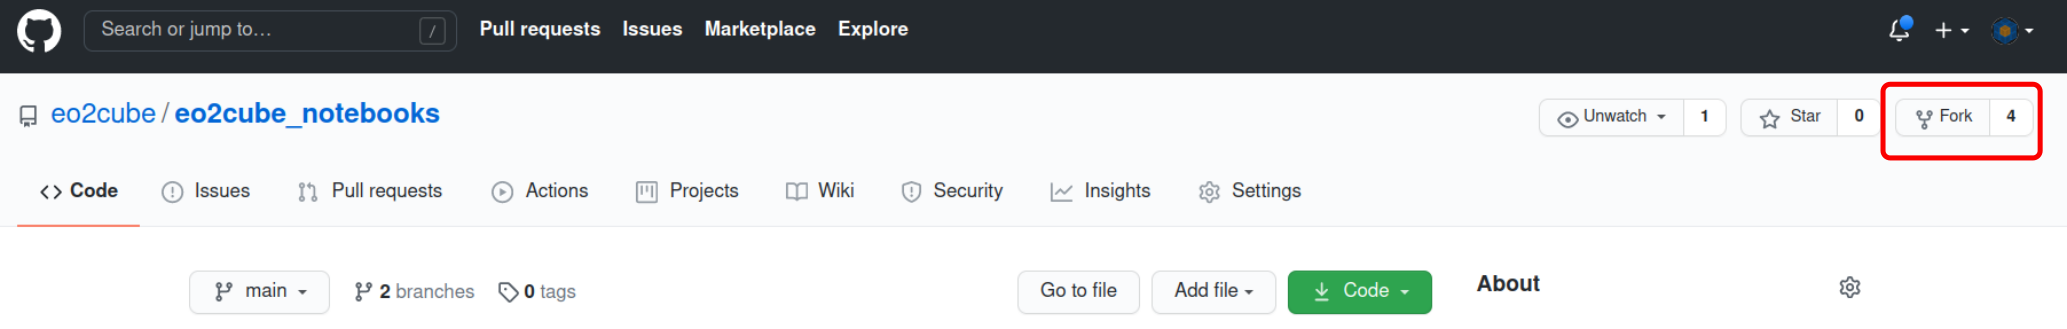 Search or jump to… / Pull requests Issues Marketplace Explore
eo2cube / eo2cube_notebooks Unwatch 1 Star 0 Fork 4
Code Issues Pull requests Actions Projects Wiki Security Insights Settings
main 2 branches 0 tags Go to file Add file Code About